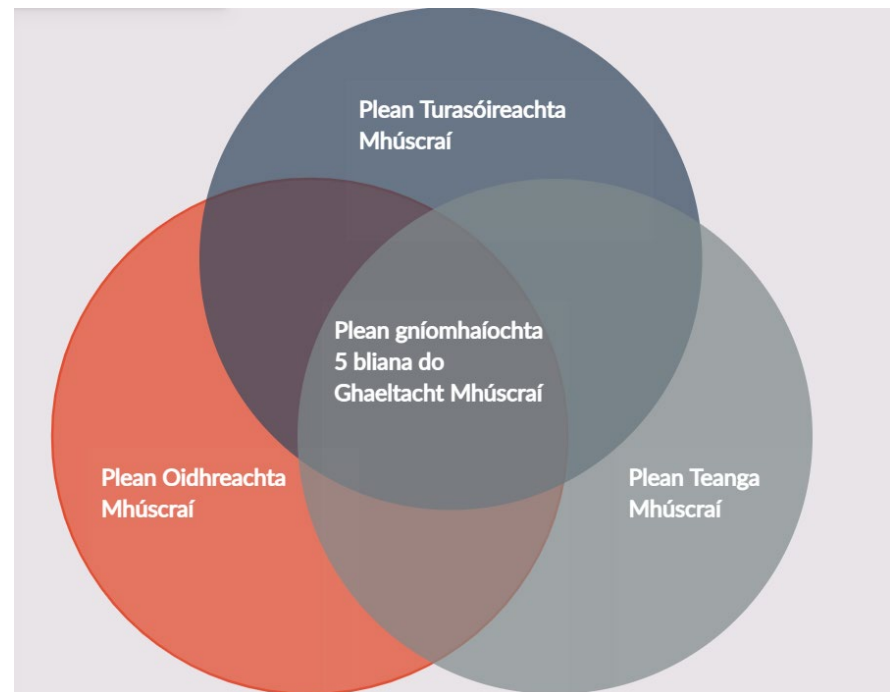 Plean Turasóireachta
Mhúscraí
Plean gníomhaíochta
5 bliana do
Ghaeltacht Mhúscraí
Plean Oidhreachta
Mhúscraí
Plean Teanga
Mhúscraí